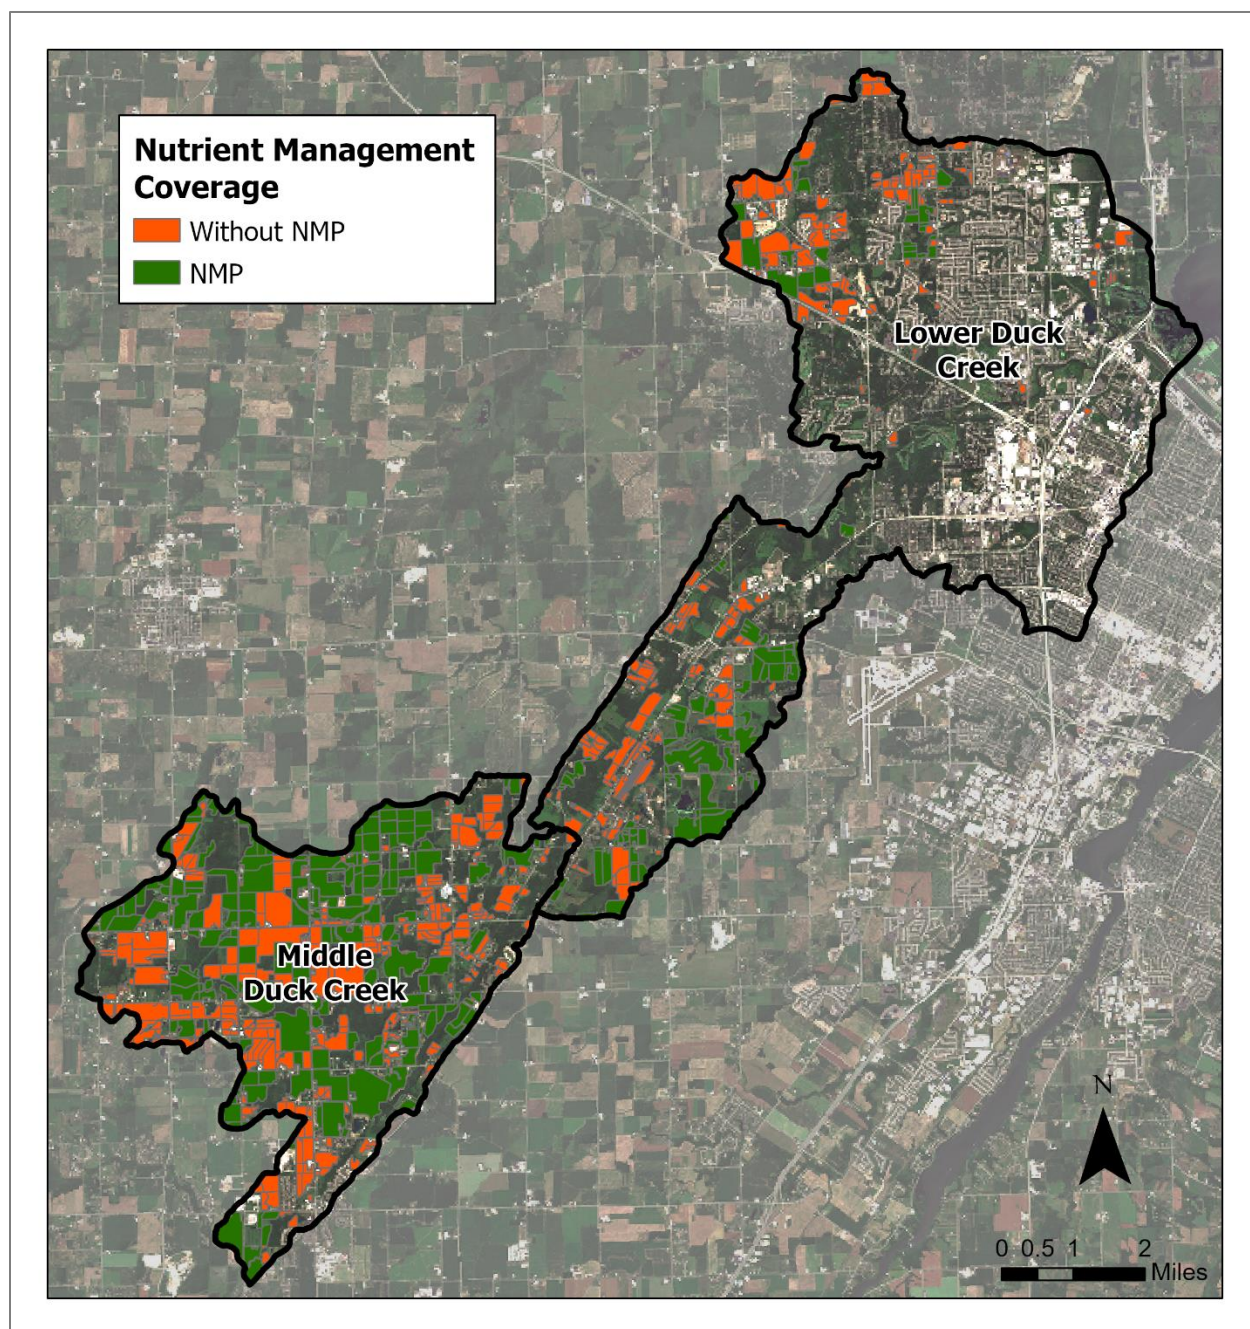 Nutrient Management
Coverage
Without NMP
NMP
Lower Duck
Creek
Middle
Duck Creek
N
0 0.5 1 2
Miles